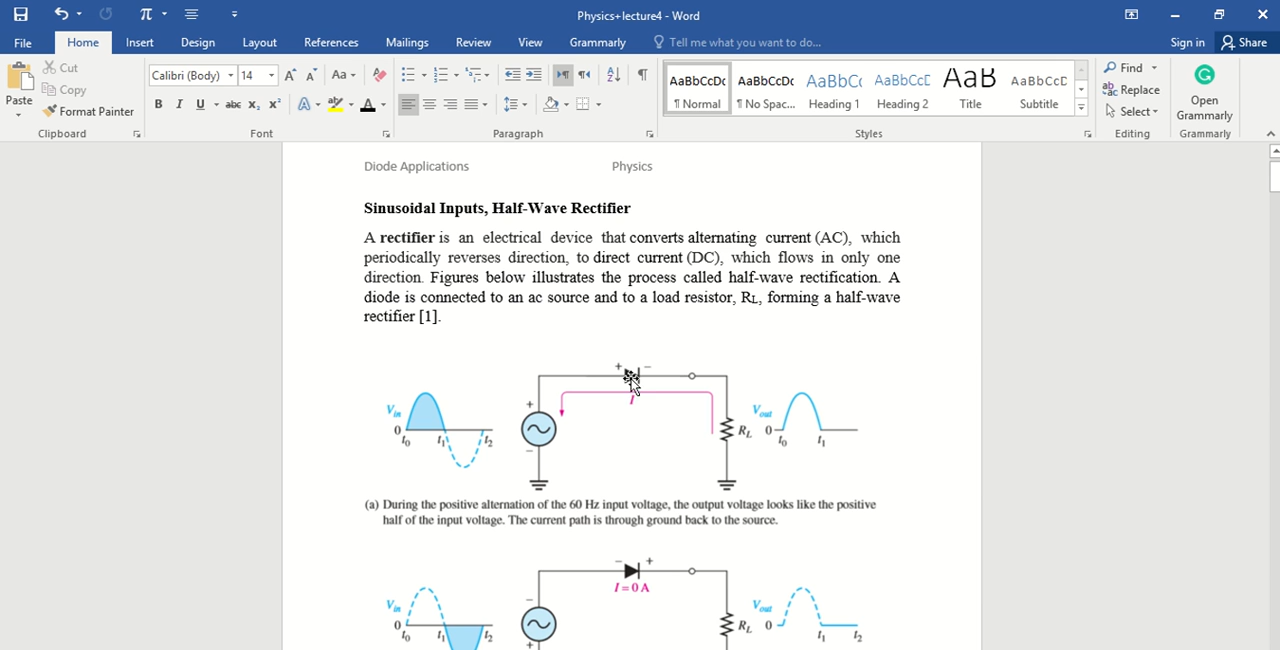 Physics+lecture4 - Word
File Home Insert Design Layout References Mailings Review View Grammarly Tell me what you want to do... Sign in Share
Paste
Cut
Copy
Format Painter
Clipboard
Calibri (Body) 14 A A Aa
B I U abc x₂ x² A A
Font
Paragraph
AaBbCcDc AaBbCcDc AaBbCc AaBbCcE AaB AaBbCcD
¶ Normal ¶ No Spac... Heading 1 Heading 2 Title Subtitle
Styles
Find
Replace
Select
Editing
Open
Grammarly
Grammarly
Diode Applications Physics
Sinusoidal Inputs, Half-Wave Rectifier
A rectifier is an electrical device that converts alternating current (AC), which
periodically reverses direction, to direct current (DC), which flows in only one
direction. Figures below illustrates the process called half-wave rectification. A
diode is connected to an ac source and to a load resistor, RL, forming a half-wave
rectifier [1].
+ −
I
Vin
0
t0 t1 t2
+
−
RL
Vout
0
t0 t1
(a) During the positive alternation of the 60 Hz input voltage, the output voltage looks like the positive
half of the input voltage. The current path is through ground back to the source.
− +
I = 0 A
Vin
0
t0 t1 t2
−
+
RL
Vout
0
t1 t2